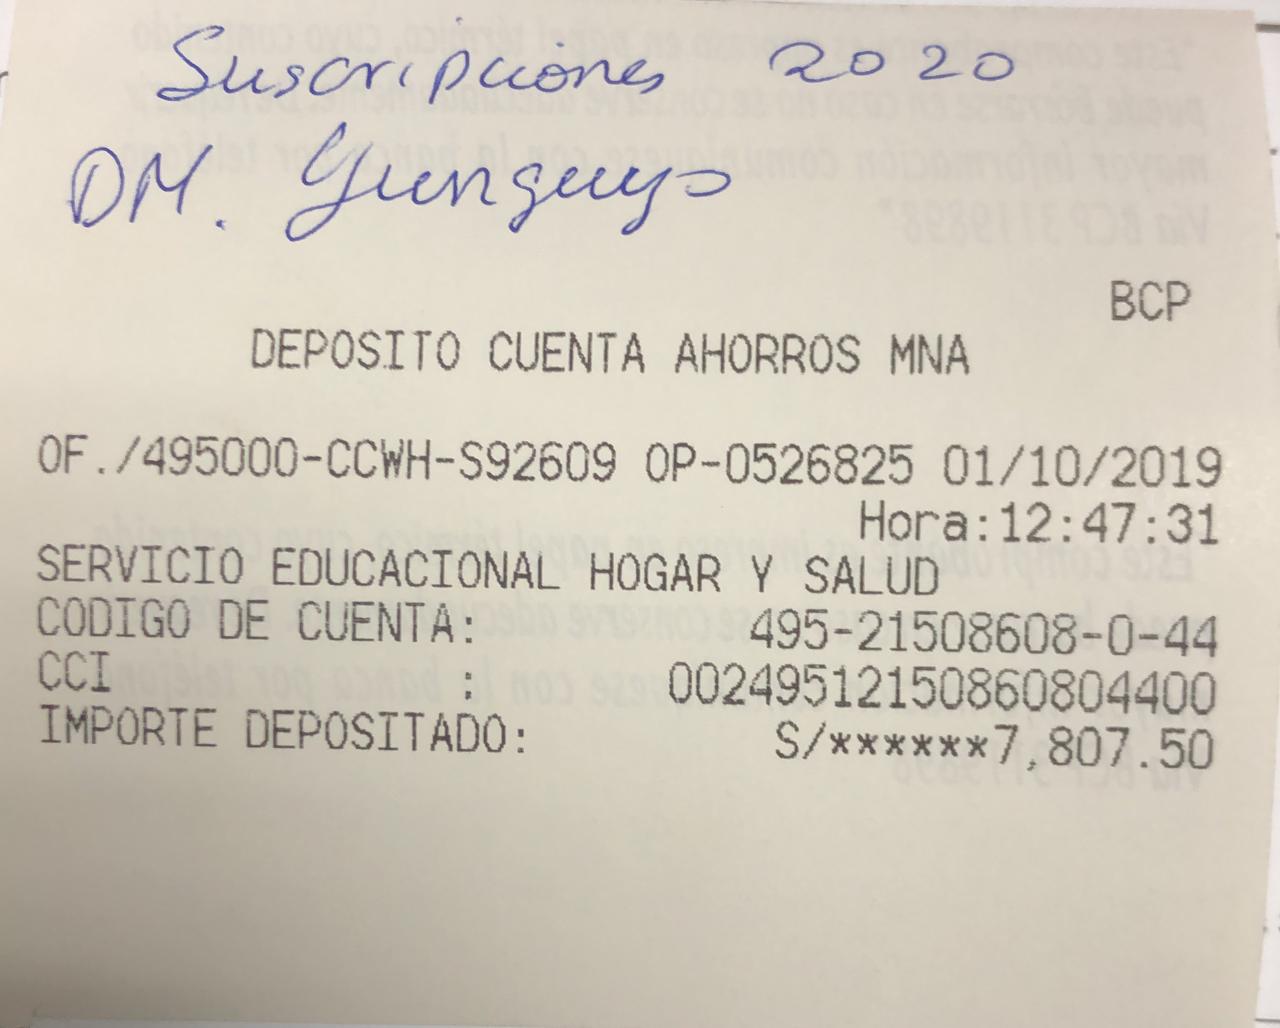 Suscripciones 2020
DM. Yunguyo
BCP
DEPOSITO CUENTA AHORROS MNA
OF./495000-CCWH-S92609 OP-0526825 01/10/2019
Hora:12:47:31
SERVICIO EDUCACIONAL HOGAR Y SALUD
CODIGO DE CUENTA: 495-21508608-0-44
CCI : 00249512150860804400
IMPORTE DEPOSITADO: S/******7,807.50